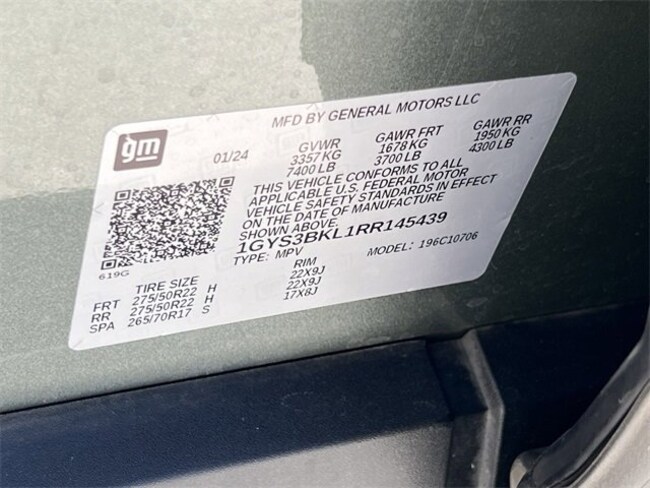 MFD BY GENERAL MOTORS LLC
gm
01/24
GVWR GAWR FRT GAWR RR
3357 KG 1678 KG 1950 KG
7400 LB 3700 LB 4300 LB
THIS VEHICLE CONFORMS TO ALL
APPLICABLE U.S. FEDERAL MOTOR
VEHICLE SAFETY STANDARDS IN EFFECT
ON THE DATE OF MANUFACTURE
SHOWN ABOVE.
1GYS3BKL1RR145439
TYPE: MPV MODEL: 196C10706
619G
TIRE SIZE RIM
FRT 275/50R22 H 22X9J
RR 275/50R22 H 22X9J
SPA 265/70R17 S 17X8J